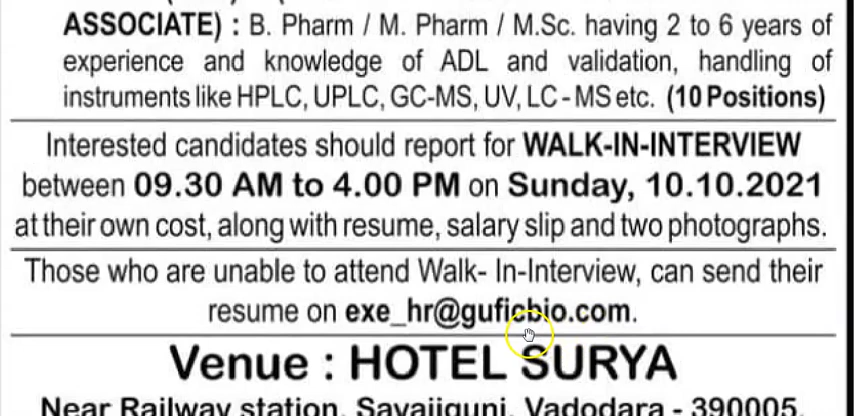 ASSOCIATE) : B. Pharm / M. Pharm / M.Sc. having 2 to 6 years of
experience and knowledge of ADL and validation, handling of
instruments like HPLC, UPLC, GC-MS, UV, LC - MS etc. (10 Positions)
Interested candidates should report for WALK-IN-INTERVIEW
between 09.30 AM to 4.00 PM on Sunday, 10.10.2021
at their own cost, along with resume, salary slip and two photographs.
Those who are unable to attend Walk- In-Interview, can send their
resume on exe_hr@guficbio.com.
Venue : HOTEL SURYA
Near Railway station, Sayajigunj, Vadodara - 390005.